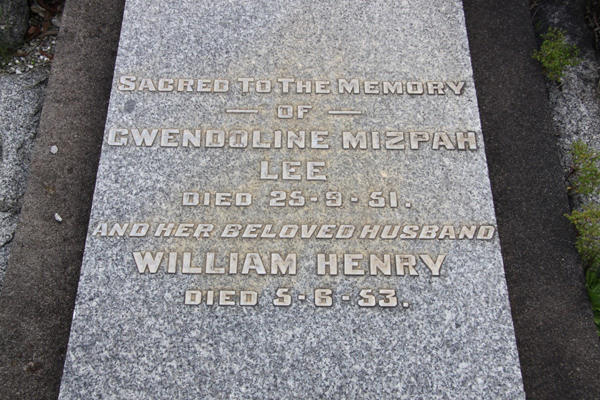 SACRED TO THE MEMORY
— OF —
GWENDOLINE MIZPAH
LEE
DIED 25-9-51.
AND HER BELOVED HUSBAND
WILLIAM HENRY
DIED 5-6-53.